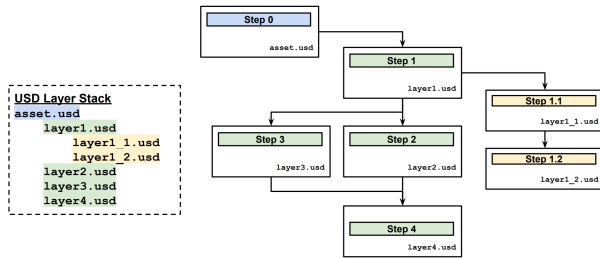 Step 0
asset.usd
Step 1
layer1.usd
Step 1.1
layer1_1.usd
USD Layer Stack
asset.usd
layer1.usd
layer1_1.usd
layer1_2.usd
layer2.usd
layer3.usd
layer4.usd
Step 3
layer3.usd
Step 2
layer2.usd
Step 1.2
layer1_2.usd
Step 4
layer4.usd